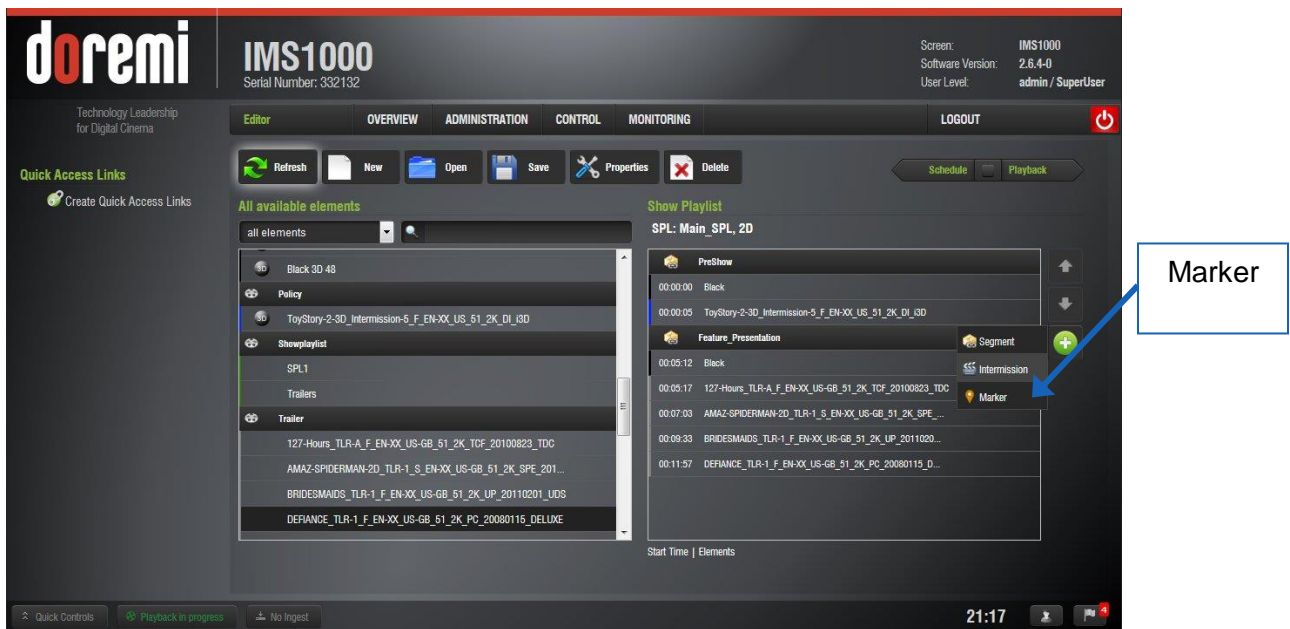 doremi
Technology Leadership
for Digital Cinema
IMS1000
Serial Number: 332132
Screen: IMS1000
Software Version: 2.6.4-0
User Level: admin / SuperUser
Editor OVERVIEW ADMINISTRATION CONTROL MONITORING LOGOUT
Quick Access Links
Create Quick Access Links
Refresh New Open Save Properties Delete
Schedule Playback
All available elements
all elements
3D Black 3D 48
Policy
3D ToyStory-2-3D_Intermission-5_F_EN-XX_US_51_2K_DI_i3D
Showplaylist
SPL1
Trailers
Trailer
127-Hours_TLR-A_F_EN-XX_US-GB_51_2K_TCF_20100823_TDC
AMAZ-SPIDERMAN-2D_TLR-1_S_EN-XX_US-GB_51_2K_SPE_201...
BRIDESMAIDS_TLR-1_F_EN-XX_US-GB_51_2K_UP_20110201_UDS
DEFIANCE_TLR-1_F_EN-XX_US-GB_51_2K_PC_20080115_DELUXE
Show Playlist
SPL: Main_SPL, 2D
PreShow
00:00:00 Black
00:00:05 ToyStory-2-3D_Intermission-5_F_EN-XX_US_51_2K_DI_i3D
Feature_Presentation
00:05:12 Black
00:05:17 127-Hours_TLR-A_F_EN-XX_US-GB_51_2K_TCF_20100823_TDC
00:07:03 AMAZ-SPIDERMAN-2D_TLR-1_S_EN-XX_US-GB_51_2K_SPE_...
00:09:33 BRIDESMAIDS_TLR-1_F_EN-XX_US-GB_51_2K_UP_2011020...
00:11:57 DEFIANCE_TLR-1_F_EN-XX_US-GB_51_2K_PC_20080115_D...
Segment
Intermission
Marker
Marker
Start Time | Elements
Quick Controls Playback in progress No Ingest
21:17 4